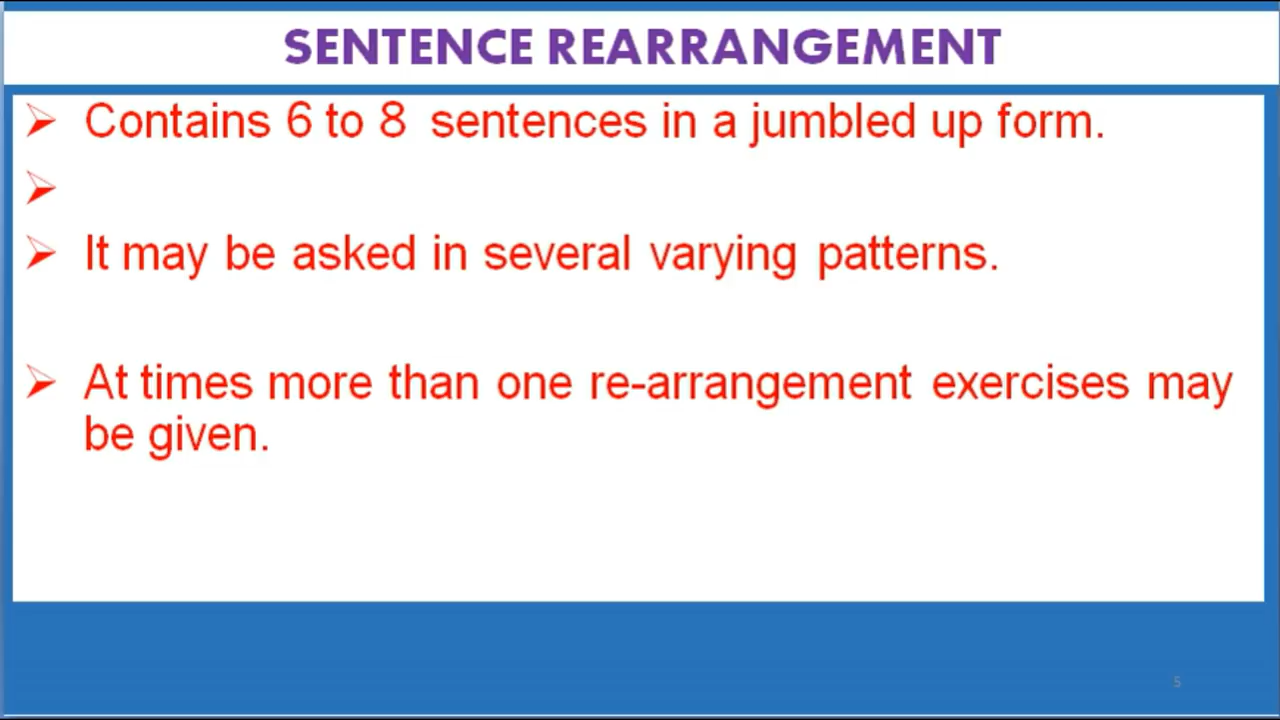 SENTENCE REARRANGEMENT
➢ Contains 6 to 8 sentences in a jumbled up form.
➢
➢ It may be asked in several varying patterns.
➢ At times more than one re-arrangement exercises may
be given.
5